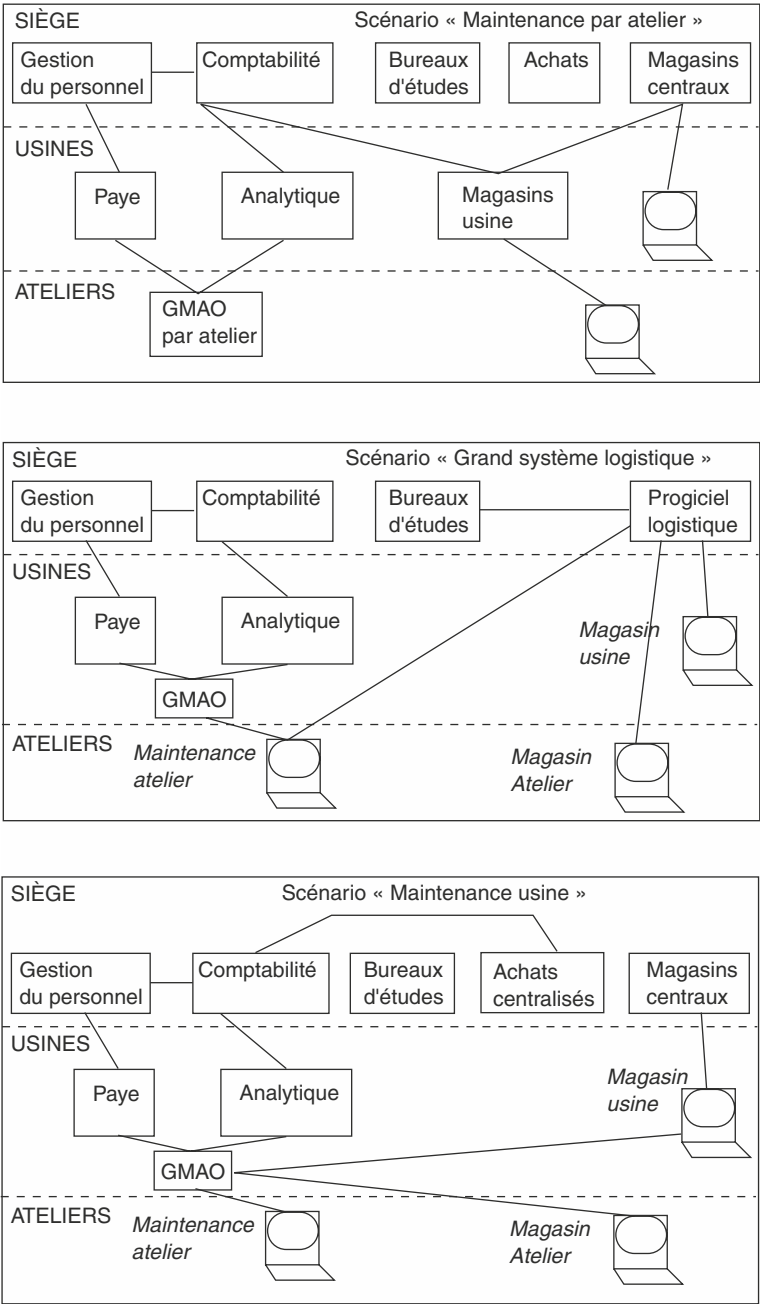 SIÈGE
Scénario « Maintenance par atelier »
Gestion
du personnel
Comptabilité
Bureaux
d'études
Achats
Magasins
centraux
USINES
Paye
Analytique
Magasins
usine
ATELIERS
GMAO
par atelier
SIÈGE
Scénario « Grand système logistique »
Gestion
du personnel
Comptabilité
Bureaux
d'études
Progiciel
logistique
USINES
Paye
Analytique
Magasin
usine
GMAO
ATELIERS
Maintenance
atelier
Magasin
Atelier
SIÈGE
Scénario « Maintenance usine »
Gestion
du personnel
Comptabilité
Bureaux
d'études
Achats
centralisés
Magasins
centraux
USINES
Paye
Analytique
Magasin
usine
GMAO
ATELIERS
Maintenance
atelier
Magasin
Atelier